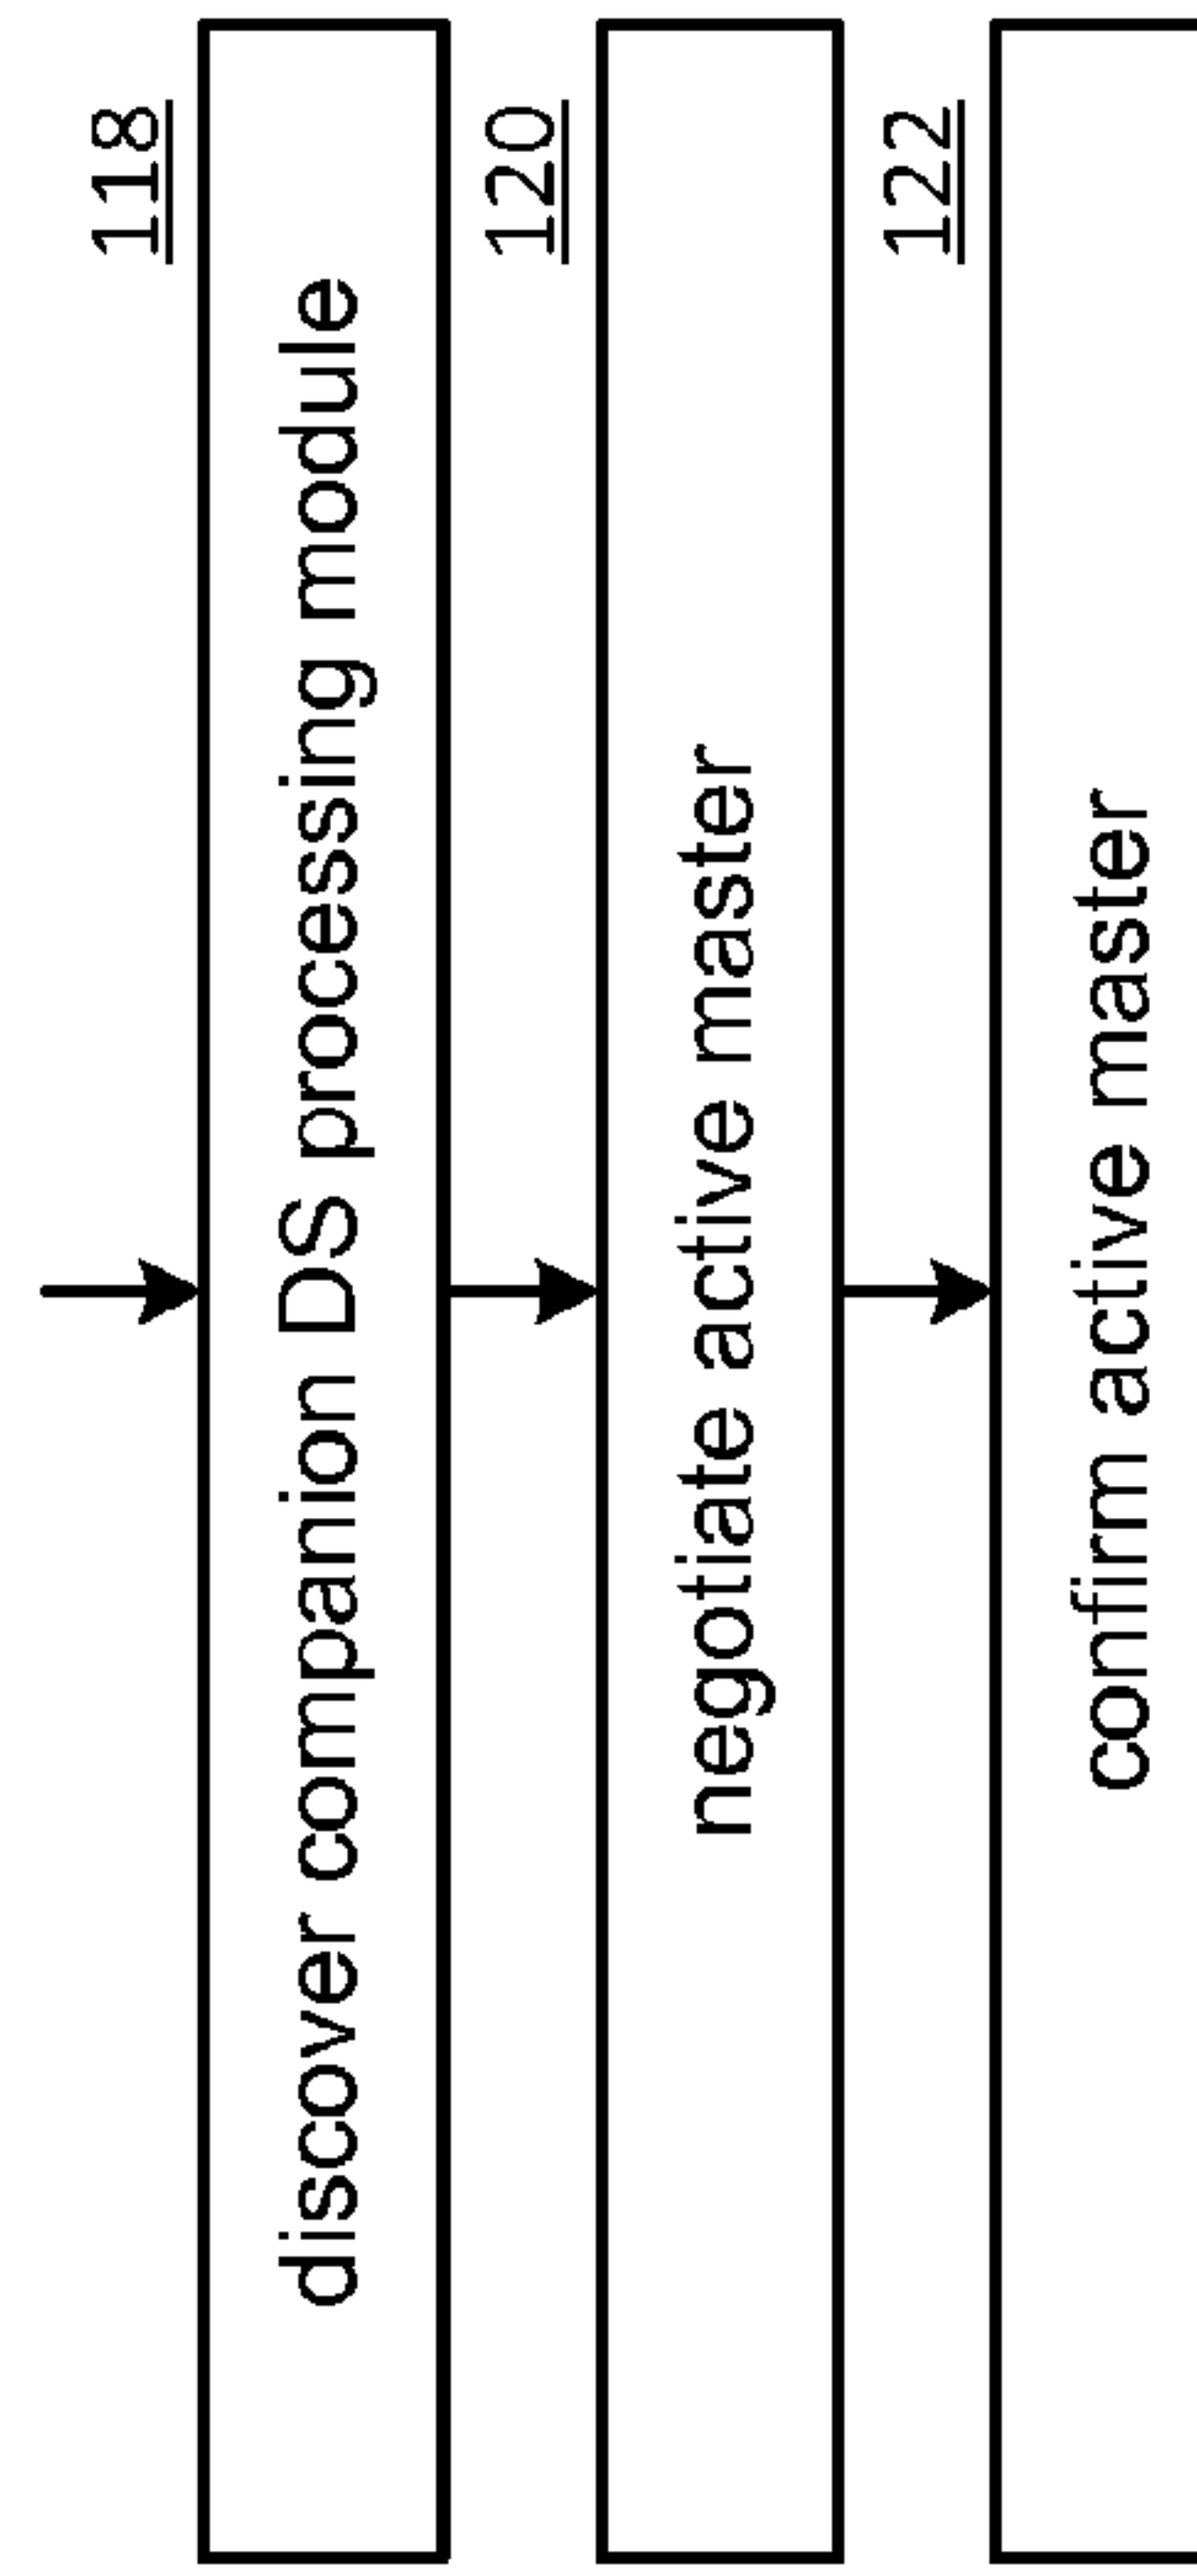 118
discover companion DS processing module
120
negotiate active master
122
confirm active master